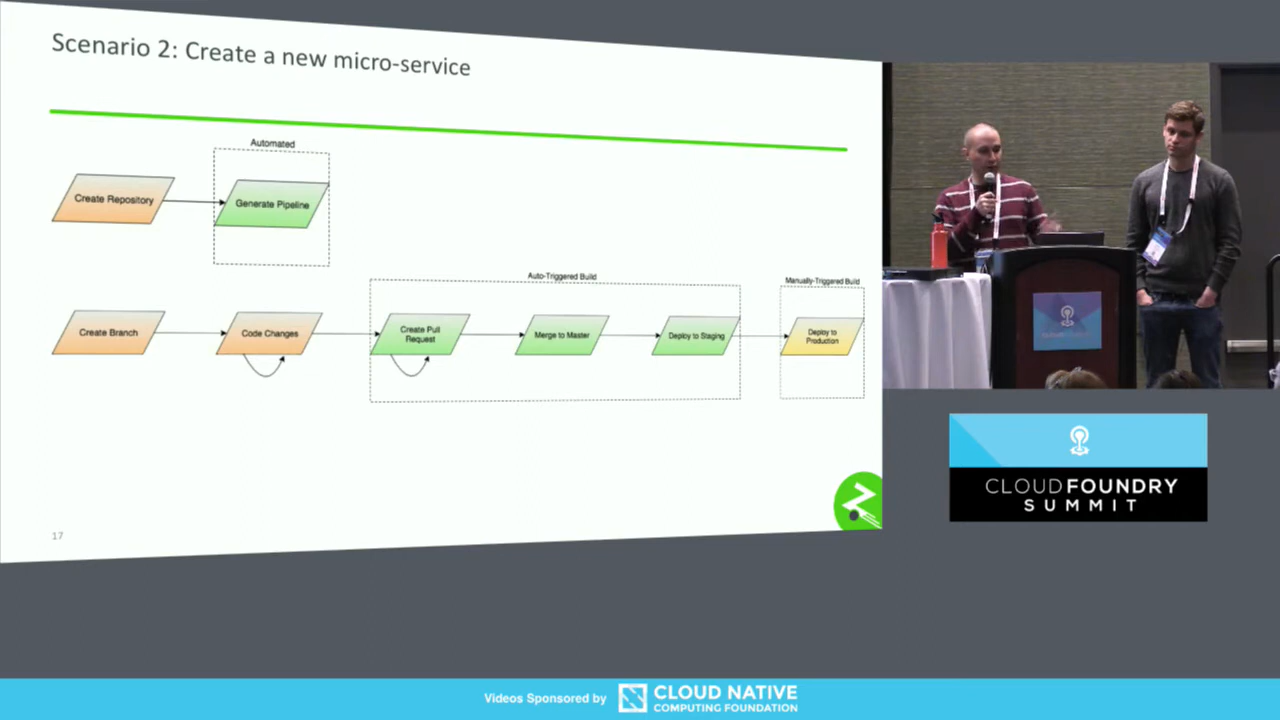 Scenario 2: Create a new micro-service
Automated
Create Repository
Generate Pipeline
Auto-Triggered Build
Manually-Triggered Build
Create Branch
Code Changes
Create Pull
Request
Merge to Master
Deploy to Staging
Deploy to
Production
17
CLOUDFOUNDRY
SUMMIT
Videos Sponsored by
CLOUD NATIVE
COMPUTING FOUNDATION